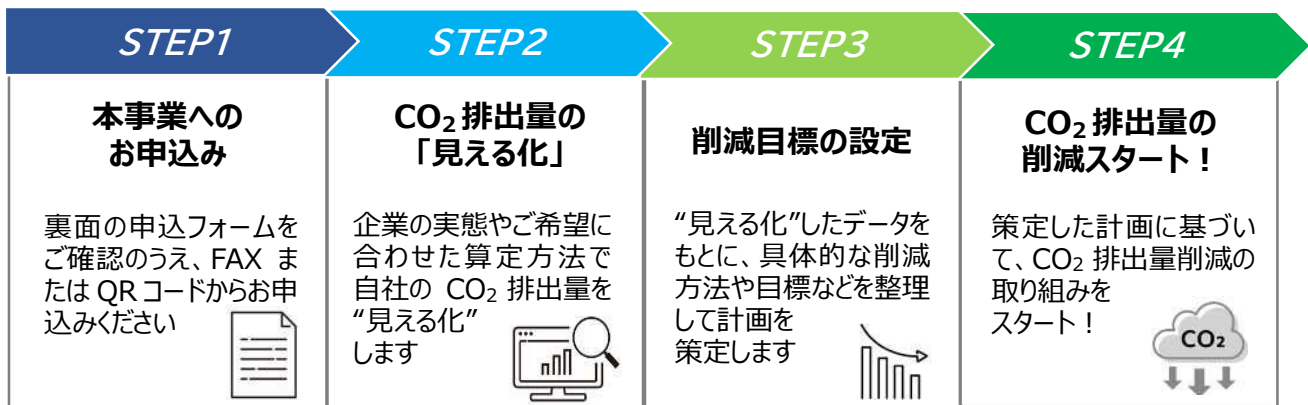 STEP1
STEP2
STEP3
STEP4
本事業への
お申込み
裏面の申込フォームを
ご確認のうえ、FAX ま
たは QRコードからお申
込みください
CO₂排出量の
「見える化」
企業の実態やご希望に
合わせた算定方法で
自社の CO₂ 排出量を
“見える化”
します
削減目標の設定
“見える化”したデータを
もとに、具体的な削減
方法や目標などを整理
して計画を
策定します
CO₂排出量の
削減スタート！
策定した計画に基づい
て、CO₂ 排出量削減の
取り組みを
スタート！
CO₂